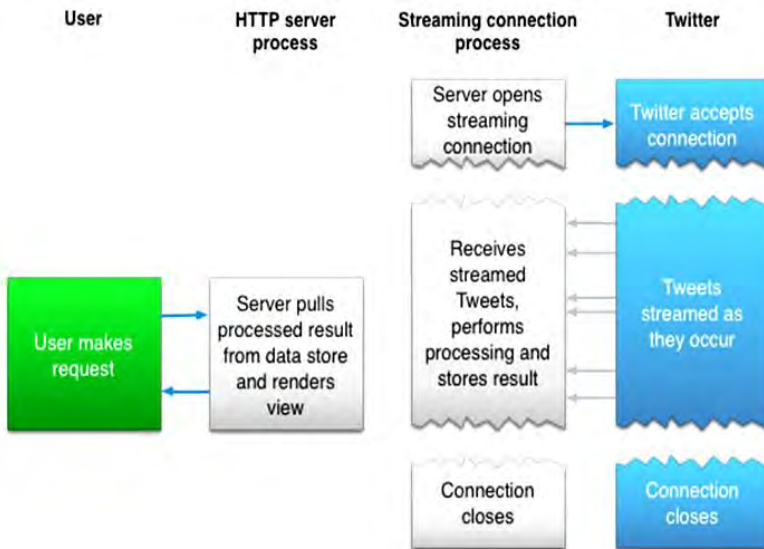 User
HTTP server
process
Streaming connection
process
Twitter
Server opens
streaming
connection
Twitter accepts
connection
User makes
request
Server pulls
processed result
from data store
and renders
view
Receives
streamed
Tweets,
performs
processing and
stores result
Tweets
streamed as
they occur
Connection
closes
Connection
closes